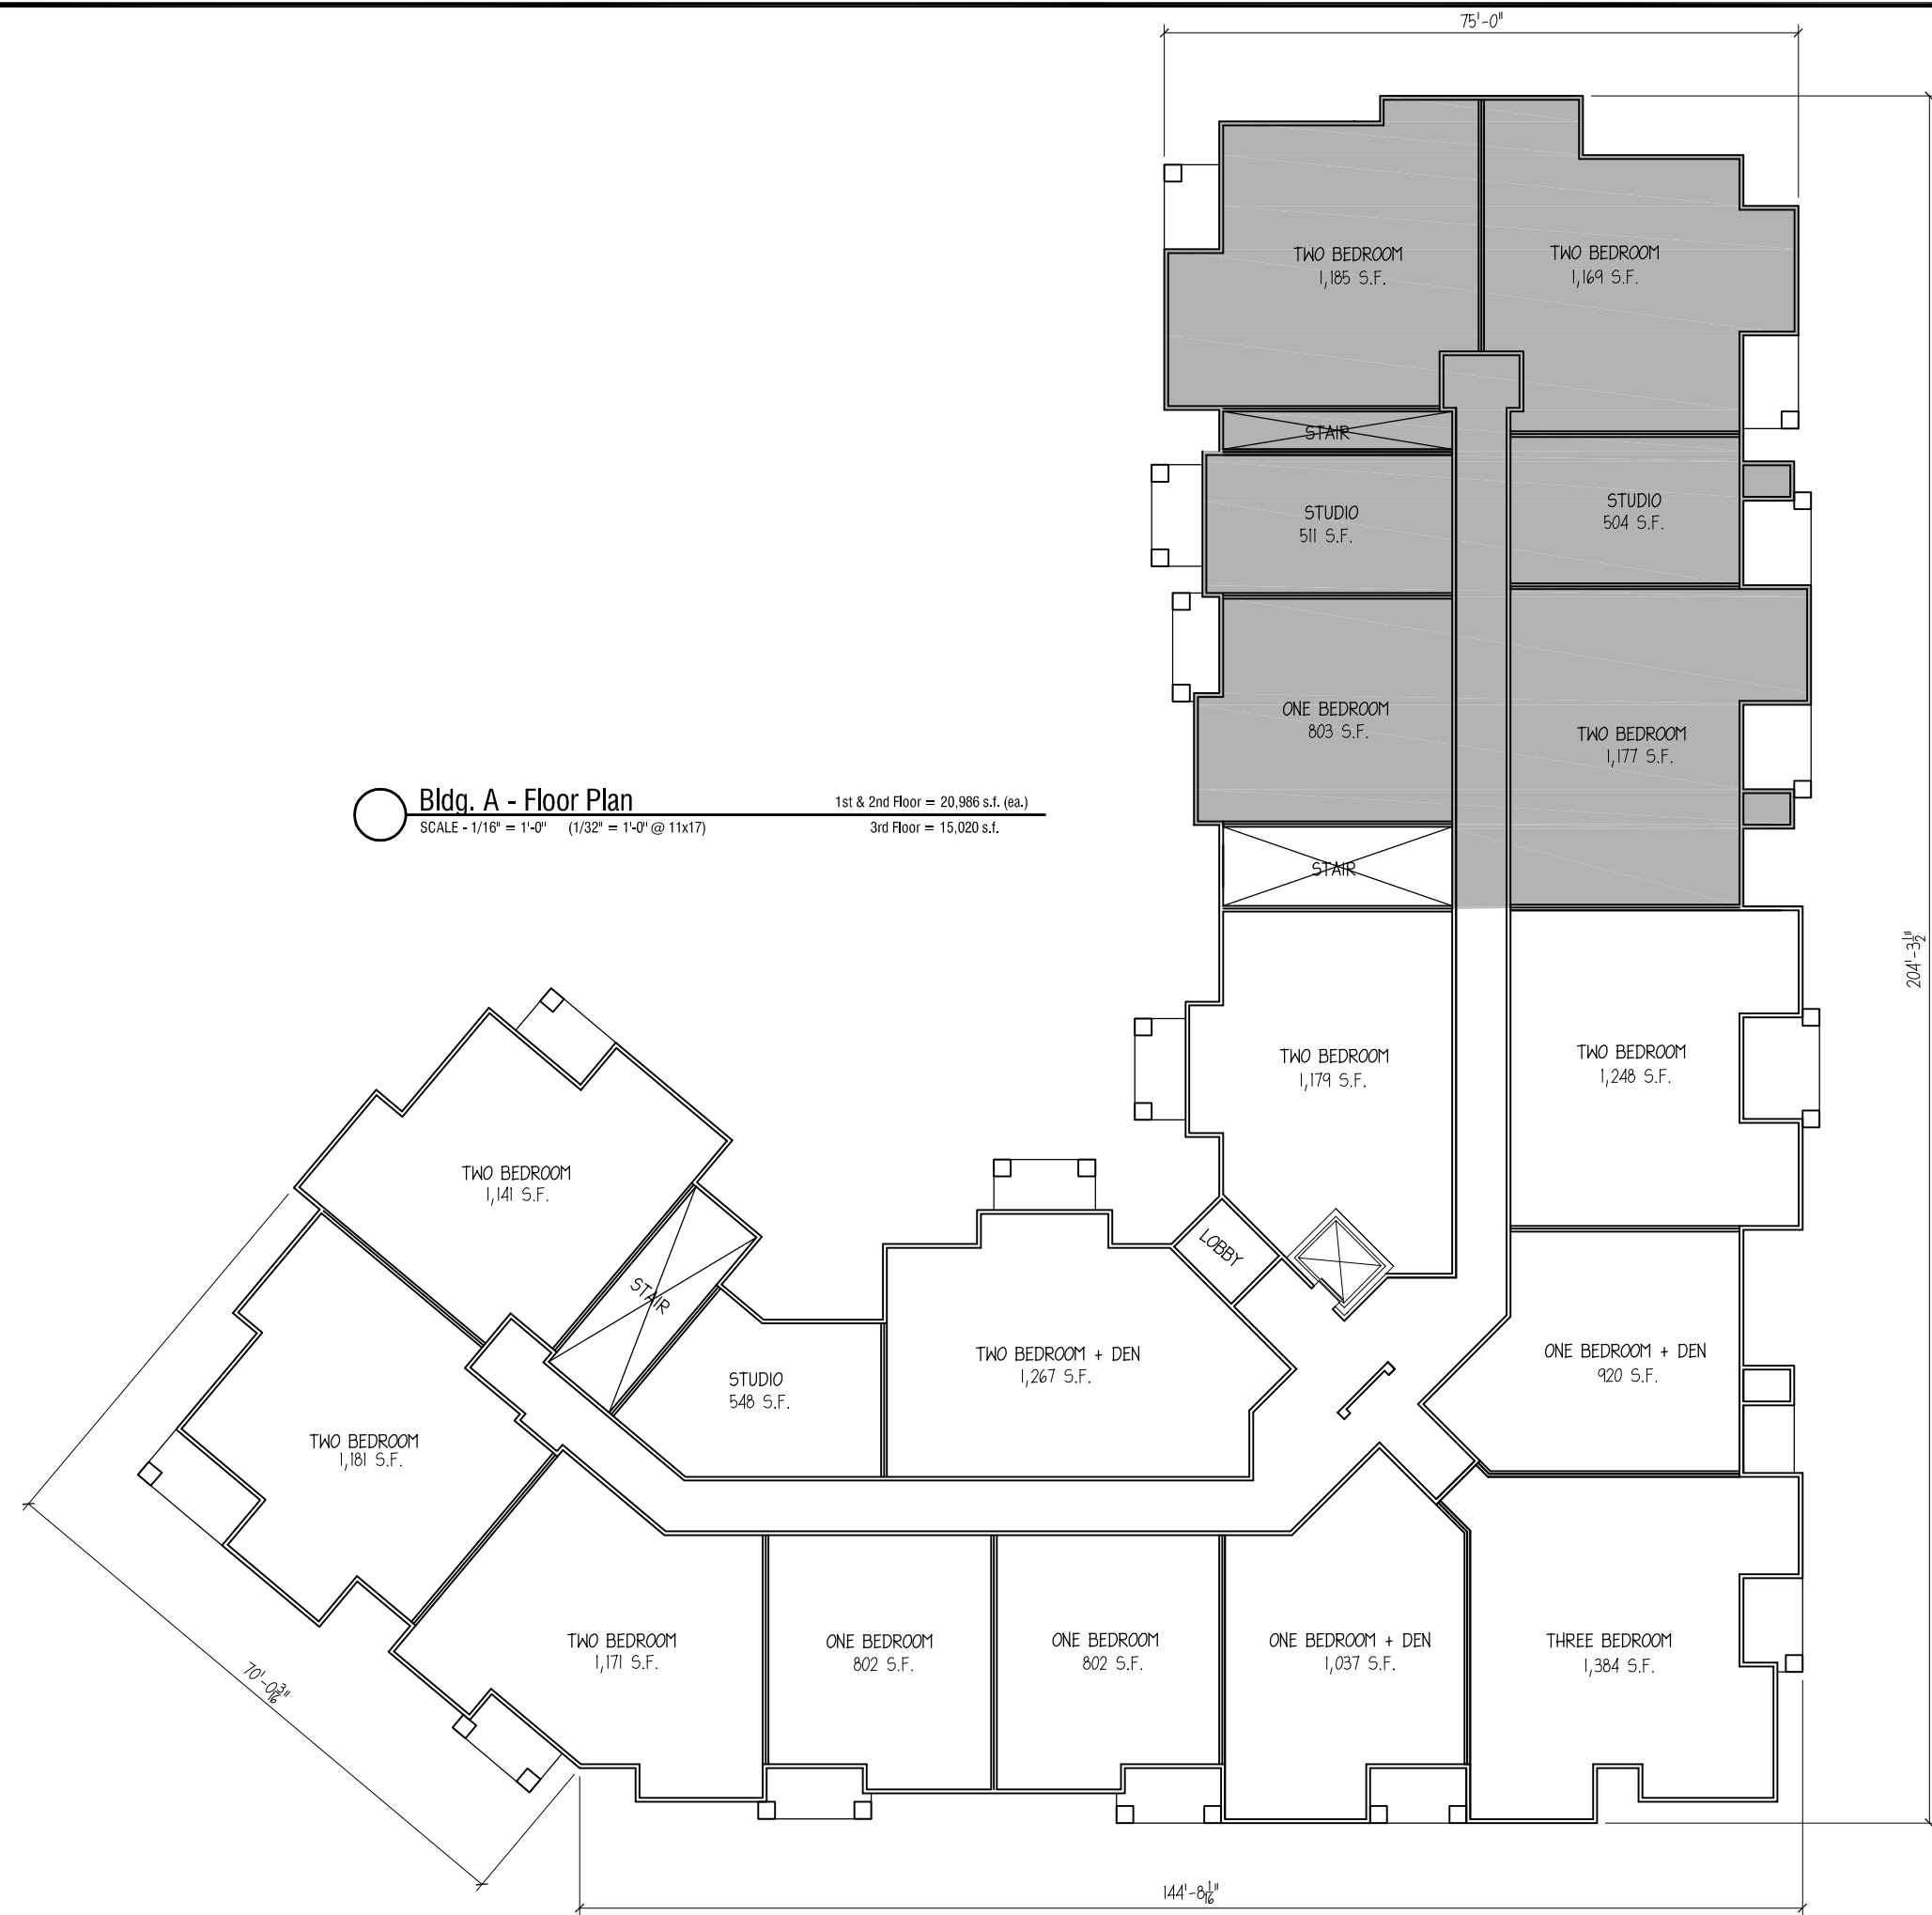 75'-0"
TWO BEDROOM
1,185 S.F.
TWO BEDROOM
1,169 S.F.
STAIR
STUDIO
511 S.F.
STUDIO
504 S.F.
ONE BEDROOM
803 S.F.
TWO BEDROOM
1,177 S.F.
Bldg. A - Floor Plan
1st & 2nd Floor = 20,986 s.f. (ea.)
SCALE - 1/16" = 1'-0" (1/32" = 1'-0" @ 11x17)
3rd Floor = 15,020 s.f.
STAIR
204'-3 1/2"
TWO BEDROOM
1,179 S.F.
TWO BEDROOM
1,248 S.F.
TWO BEDROOM
1,141 S.F.
LOBBY
STAIR
STUDIO
548 S.F.
TWO BEDROOM + DEN
1,267 S.F.
ONE BEDROOM + DEN
920 S.F.
TWO BEDROOM
1,181 S.F.
TWO BEDROOM
1,171 S.F.
ONE BEDROOM
802 S.F.
ONE BEDROOM
802 S.F.
ONE BEDROOM + DEN
1,037 S.F.
THREE BEDROOM
1,384 S.F.
70'-0 3/16"
144'-8 1/16"